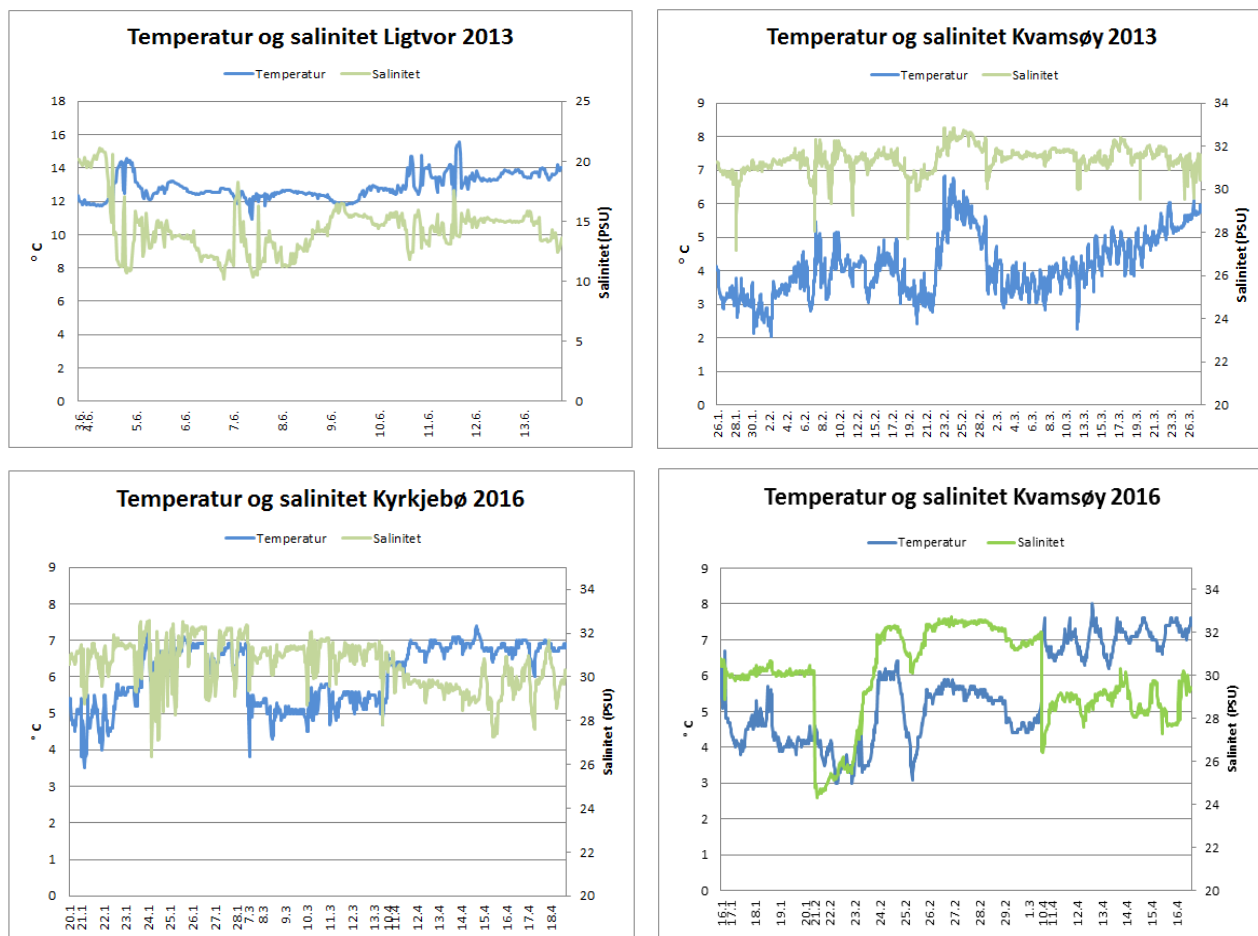 Temperatur og salinitet Ligtvor 2013
Temperatur Salinitet
18 16 14 12 10 8 6 4 2 0
° C
25 20 15 10 5 0
Salinitet (PSU)
3.6. 4.6. 5.6. 6.6. 7.6. 8.6. 9.6. 10.6. 11.6. 12.6. 13.6.
Temperatur og salinitet Kvamsøy 2013
Temperatur Salinitet
9 8 7 6 5 4 3 2 1 0
° C
34 32 30 28 26 24 22 20
Salinitet (PSU)
26.1. 28.1. 30.1. 2.2. 6.2. 8.2. 10.2. 12.2. 15.2. 17.2. 19.2. 21.2. 23.2. 25.2. 28.2. 2.3. 4.3. 6.3. 8.3. 10.3. 13.3. 15.3. 17.3. 19.3. 21.3. 23.3. 26.3.
Temperatur og salinitet Kyrkjebø 2016
Temperatur Salinitet
9 8 7 6 5 4 3 2 1 0
° C
34 32 30 28 26 24 22 20
Salinitet (PSU)
20.1 21.1 22.1 23.1 24.1 25.1 26.1 27.1 28.1 7.3 8.3 9.3 10.3 11.3 12.3 13.3 10.4 11.4 12.4 13.4 14.4 15.4 16.4 17.4 18.4
Temperatur og salinitet Kvamsøy 2016
Temperatur Salinitet
9 8 7 6 5 4 3 2 1 0
° C
34 32 30 28 26 24 22 20
Salinitet (PSU)
16.1 17.1 18.1 19.1 20.1 21.2 22.2 23.2 24.2 25.2 26.2 27.2 28.2 29.2 1.3 10.4 11.4 12.4 13.4 14.4 15.4 16.4